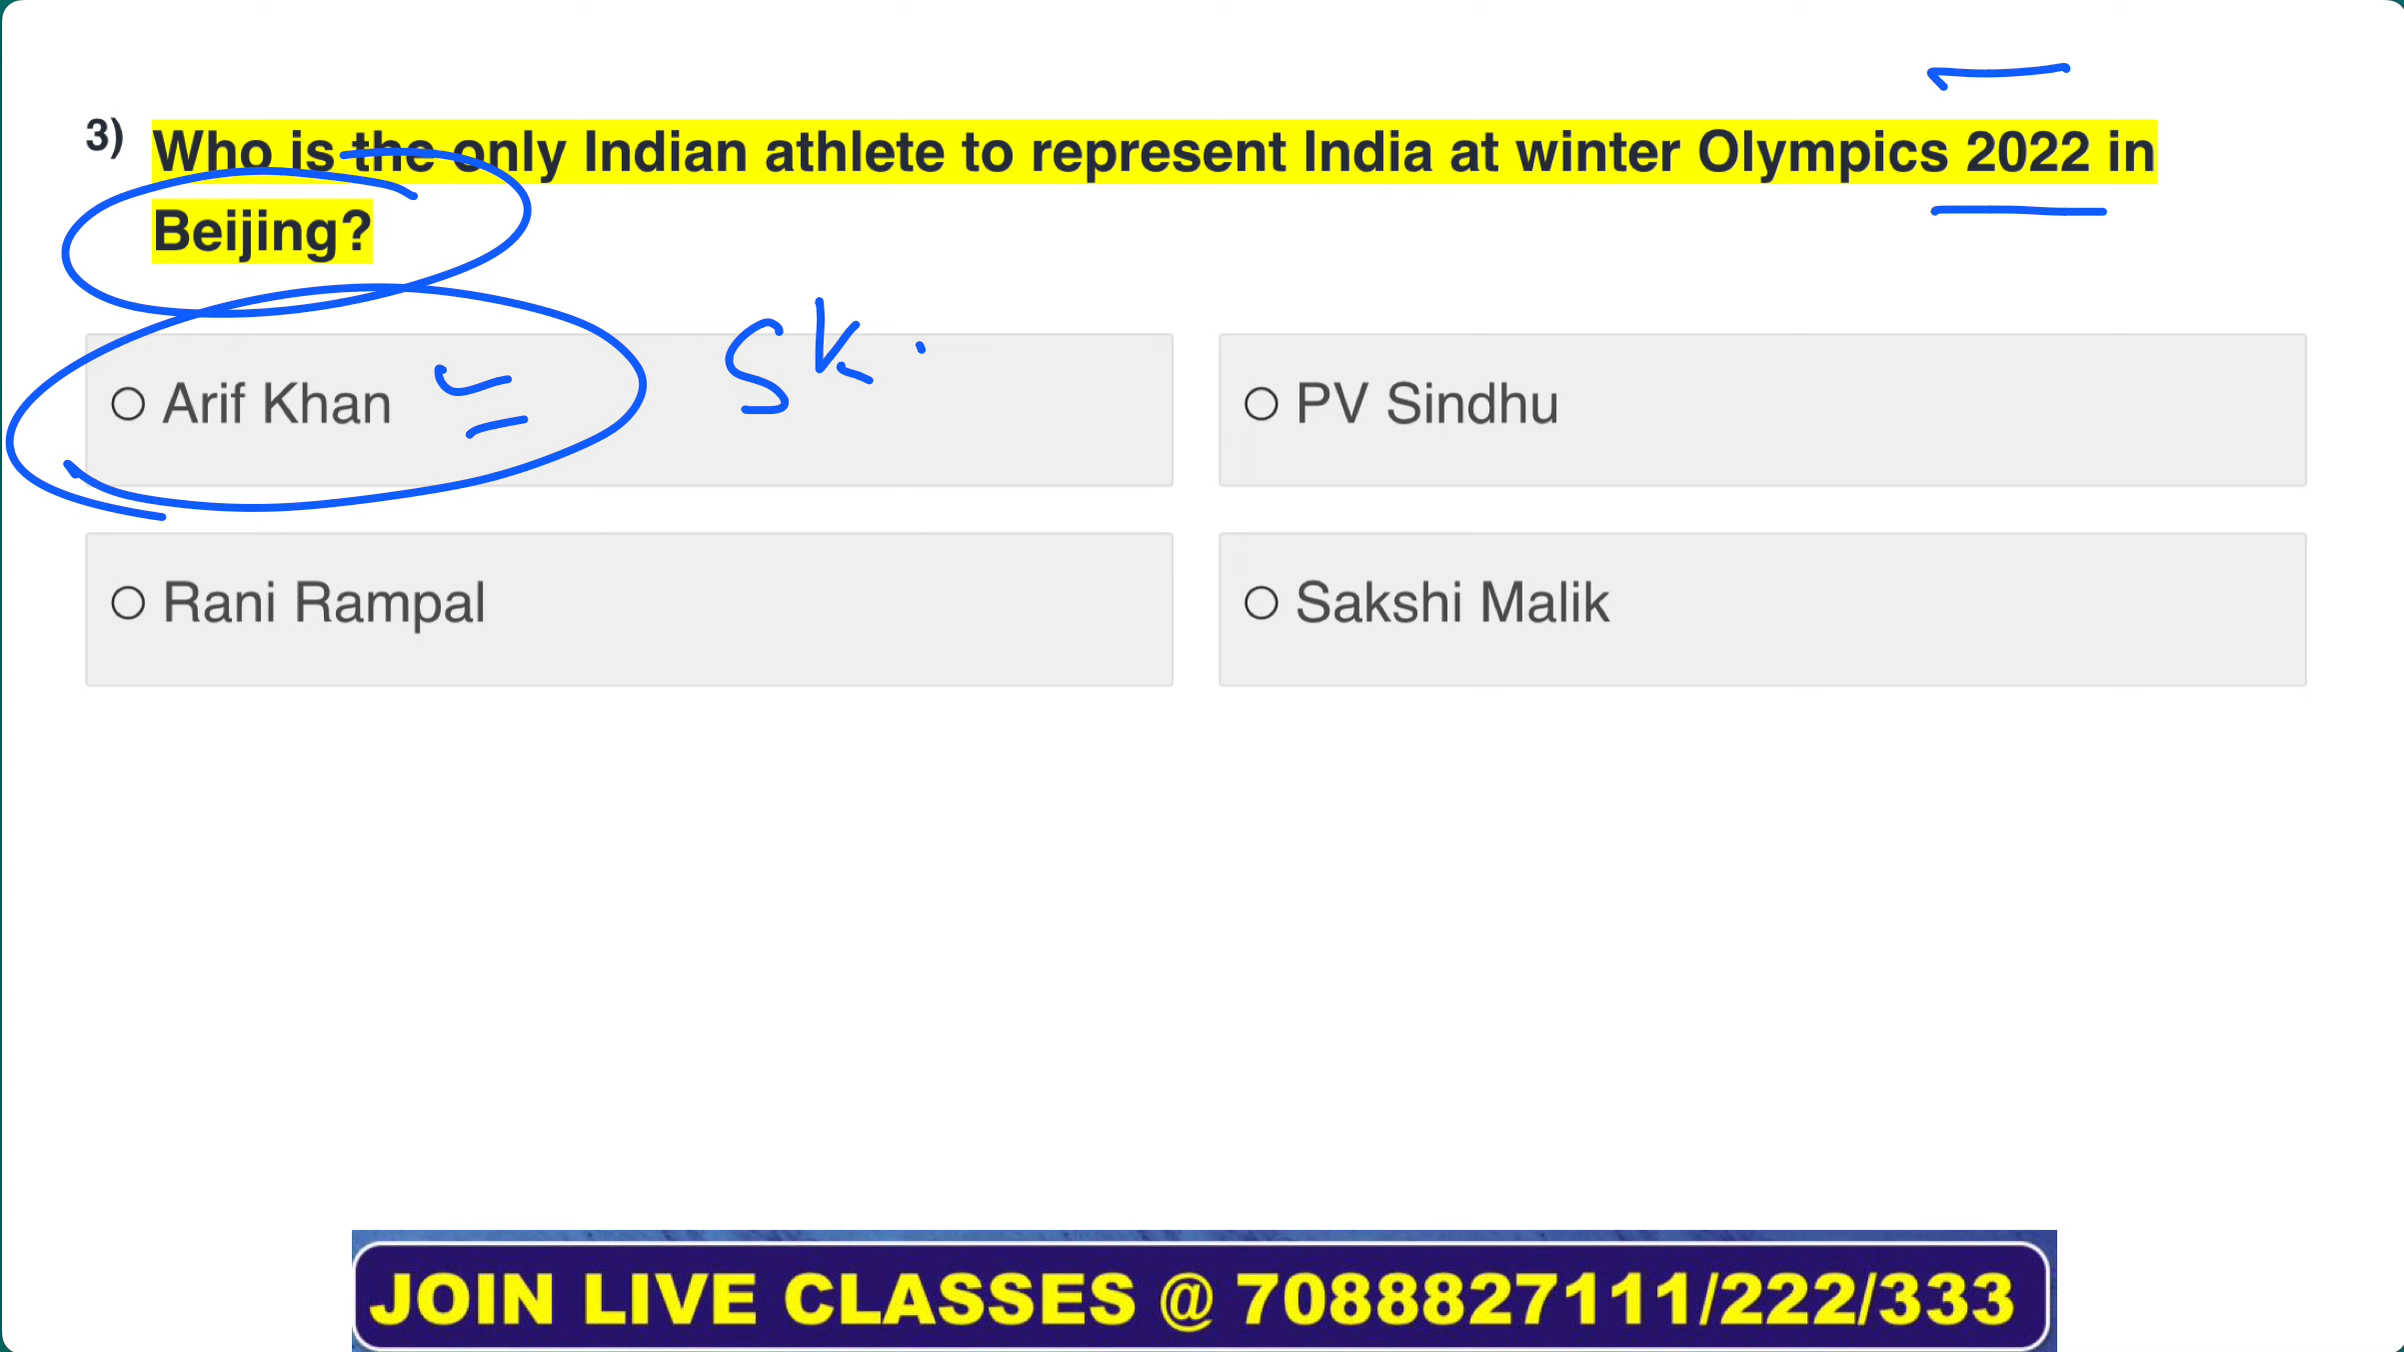 3) Who is the only Indian athlete to represent India at winter Olympics 2022 in
Beijing?
Arif Khan
SK
PV Sindhu
Rani Rampal
Sakshi Malik
JOIN LIVE CLASSES @ 7088827111/222/333